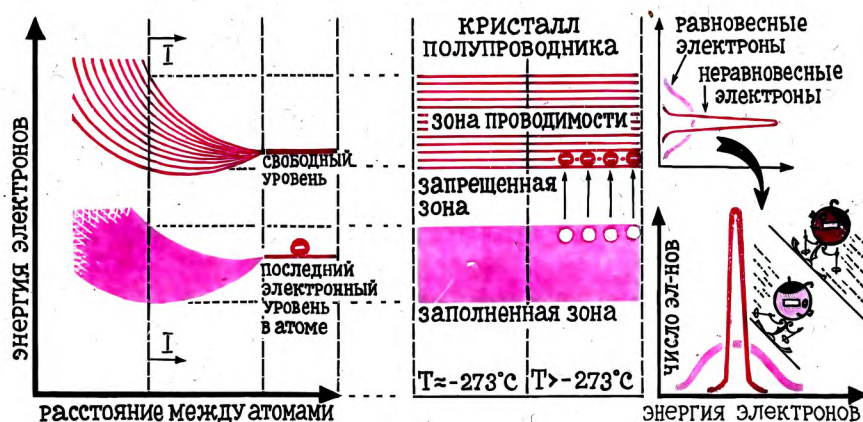 ЭНЕРГИЯ ЭЛЕКТРОНОВ
I
СВОБОДНЫЙ
УРОВЕНЬ
ПОСЛЕДНИЙ
ЭЛЕКТРОННЫЙ
УРОВЕНЬ
В АТОМЕ
I
РАССТОЯНИЕ МЕЖДУ АТОМАМИ
КРИСТАЛЛ
ПОЛУПРОВОДНИКА
ЗОНА ПРОВОДИМОСТИ
ЗАПРЕЩЕННАЯ
ЗОНА
ЗАПОЛНЕННАЯ ЗОНА
T≈-273°C
T>-273°C
РАВНОВЕСНЫЕ
ЭЛЕКТРОНЫ
НЕРАВНОВЕСНЫЕ
ЭЛЕКТРОНЫ
ЧИСЛО ЭЛ-НОВ
ЭНЕРГИЯ ЭЛЕКТРОНОВ